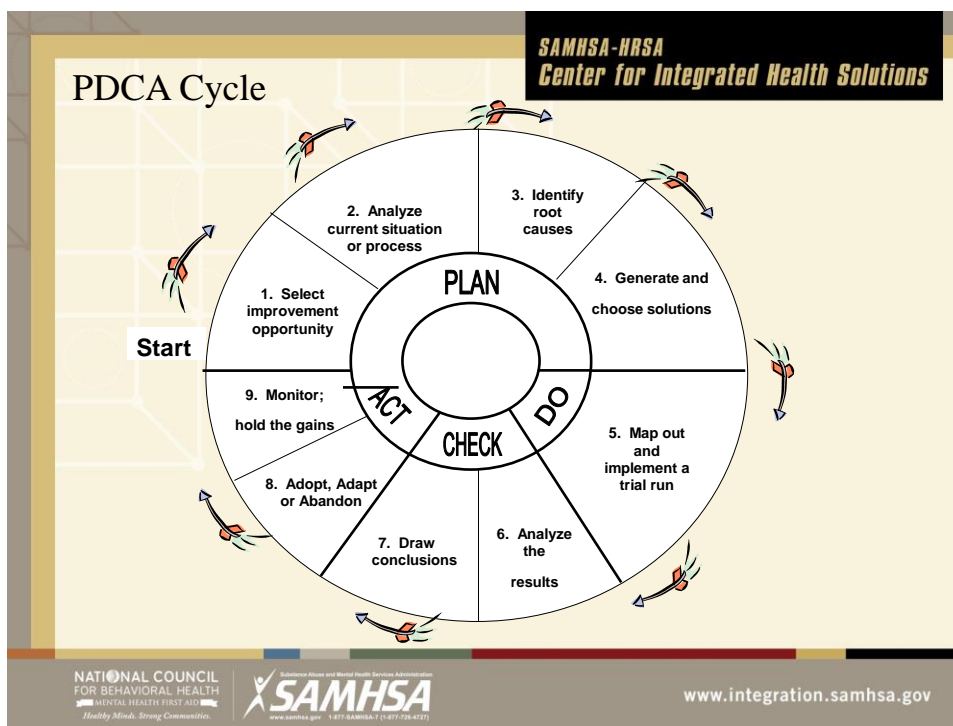 SAMHSA-HRSA
Center for Integrated Health Solutions
PDCA Cycle
Start
1. Select
improvement
opportunity
2. Analyze
current situation
or process
3. Identify
root
causes
4. Generate and
choose solutions
5. Map out
and
implement a
trial run
6. Analyze
the
results
7. Draw
conclusions
8. Adopt, Adapt
or Abandon
9. Monitor;
hold the gains
PLAN
DO
CHECK
ACT
NATIONAL COUNCIL
FOR BEHAVIORAL HEALTH
MENTAL HEALTH FIRST AID
Healthy Minds. Strong Communities.
Substance Abuse and Mental Health Services Administration
SAMHSA
www.samhsa.gov 1-877-SAMHSA-7 (1-877-726-4727)
www.integration.samhsa.gov